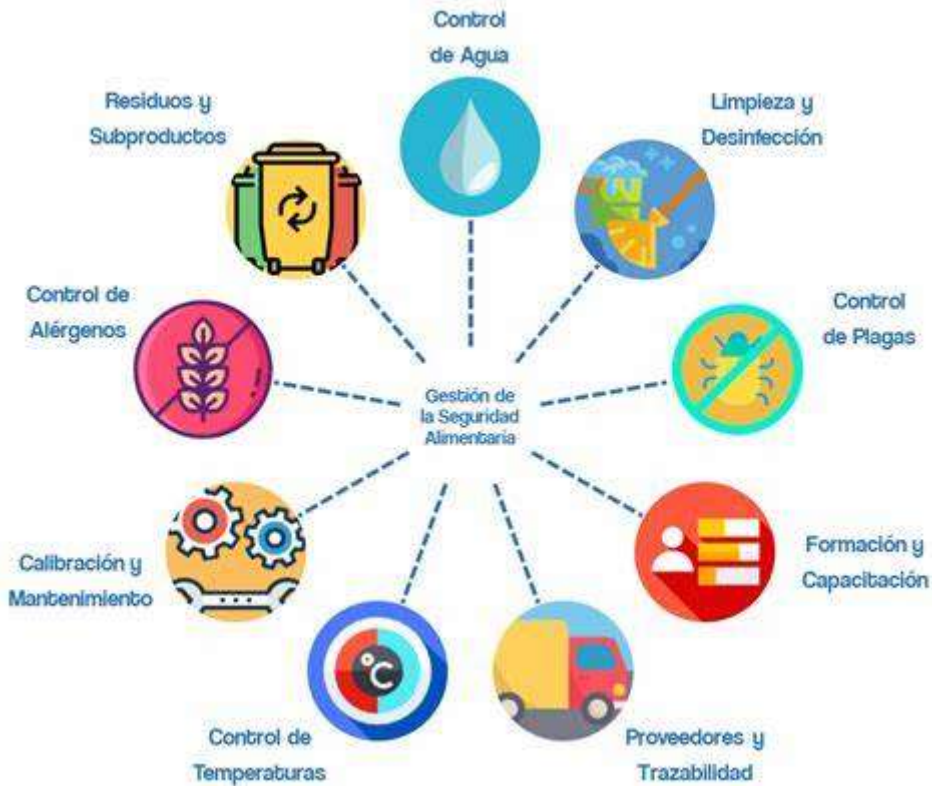 Control
de Agua
Limpieza y
Desinfección
Control
de Plagas
Formación y
Capacitación
Proveedores y
Trazabilidad
Control de
Temperaturas
°C
Calibración y
Mantenimiento
Control de
Alérgenos
Residuos y
Subproductos
Gestión de
la Seguridad
Alimentaria